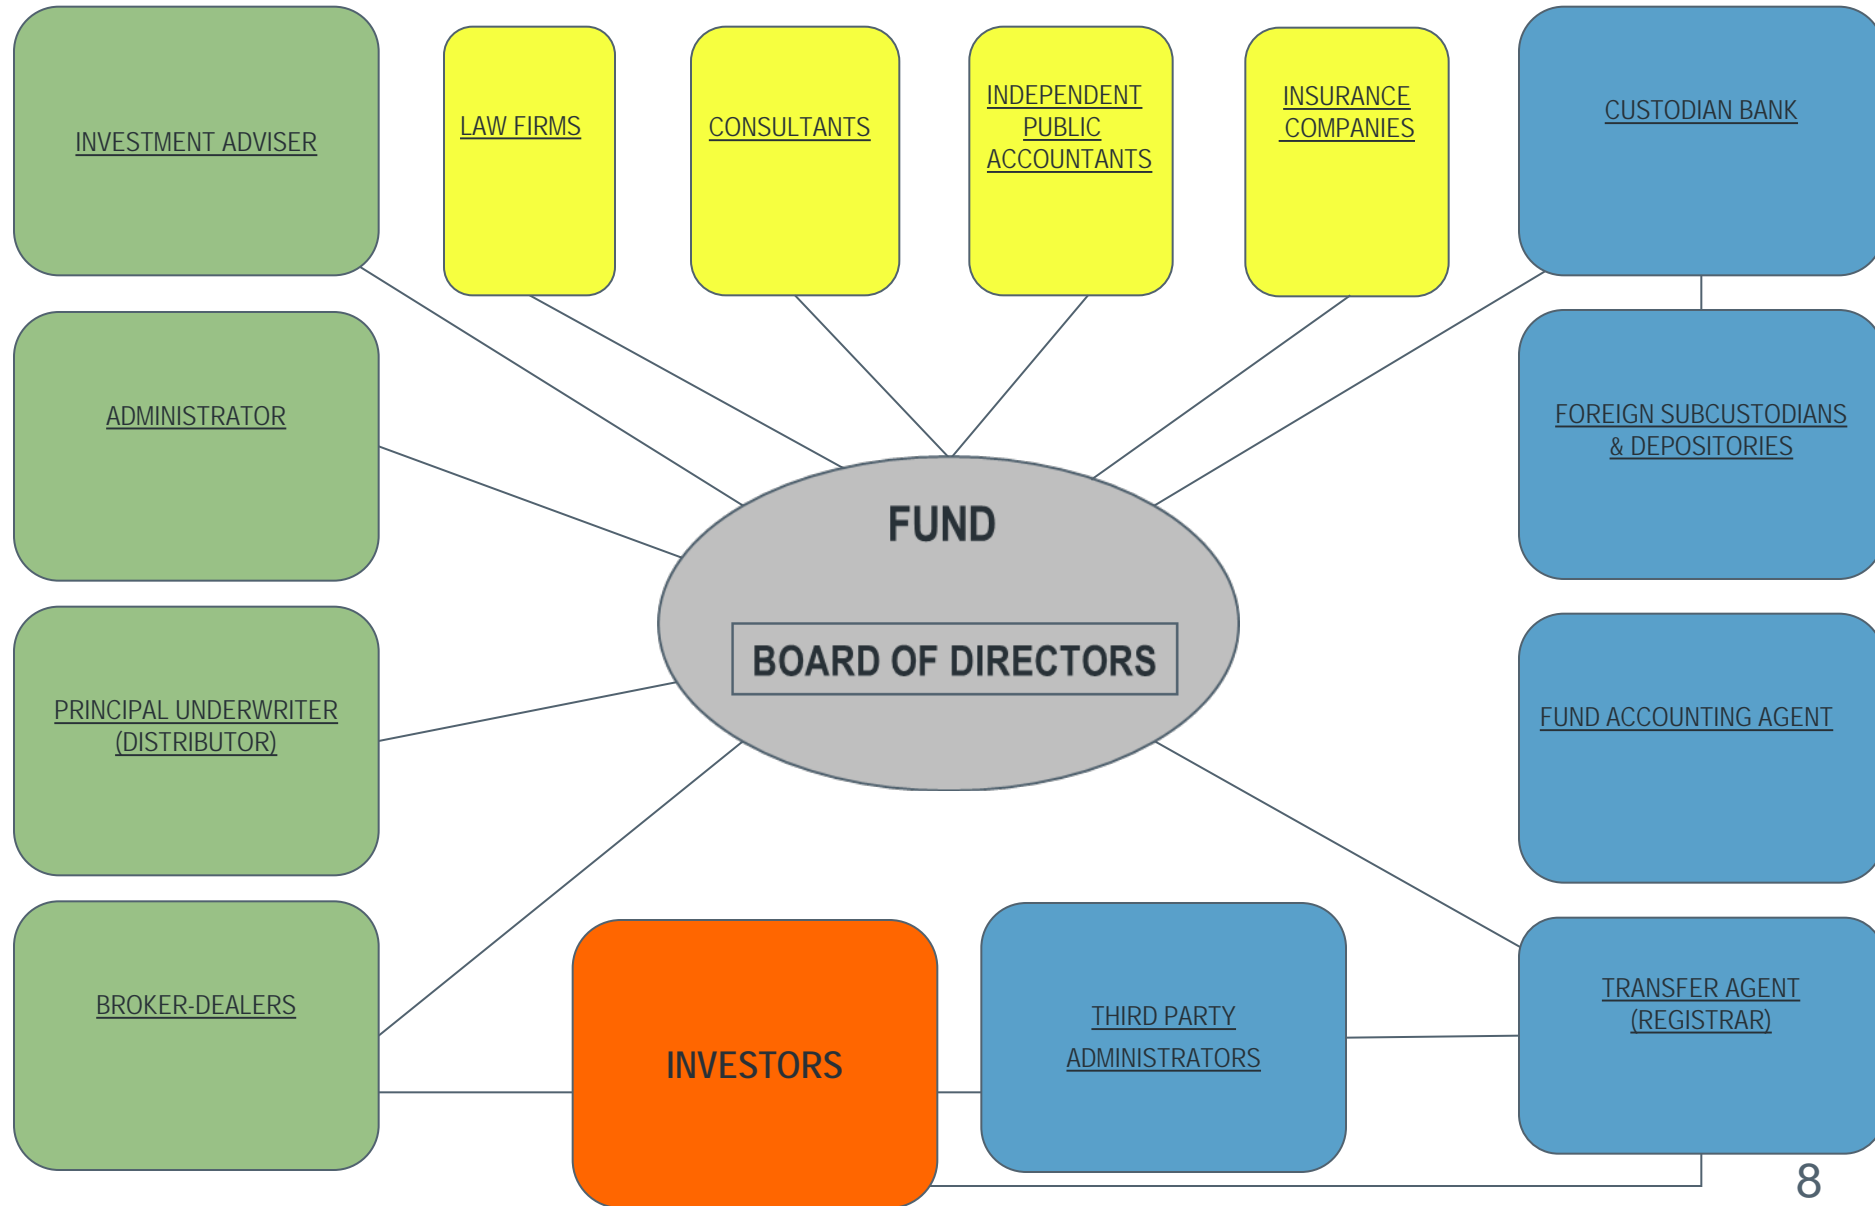 INVESTMENT ADVISER
LAW FIRMS
CONSULTANTS
INDEPENDENT
PUBLIC
ACCOUNTANTS
INSURANCE
COMPANIES
CUSTODIAN BANK
ADMINISTRATOR
FOREIGN SUBCUSTODIANS
& DEPOSITORIES
FUND
BOARD OF DIRECTORS
PRINCIPAL UNDERWRITER
(DISTRIBUTOR)
FUND ACCOUNTING AGENT
BROKER-DEALERS
INVESTORS
THIRD PARTY
ADMINISTRATORS
TRANSFER AGENT
(REGISTRAR)
8